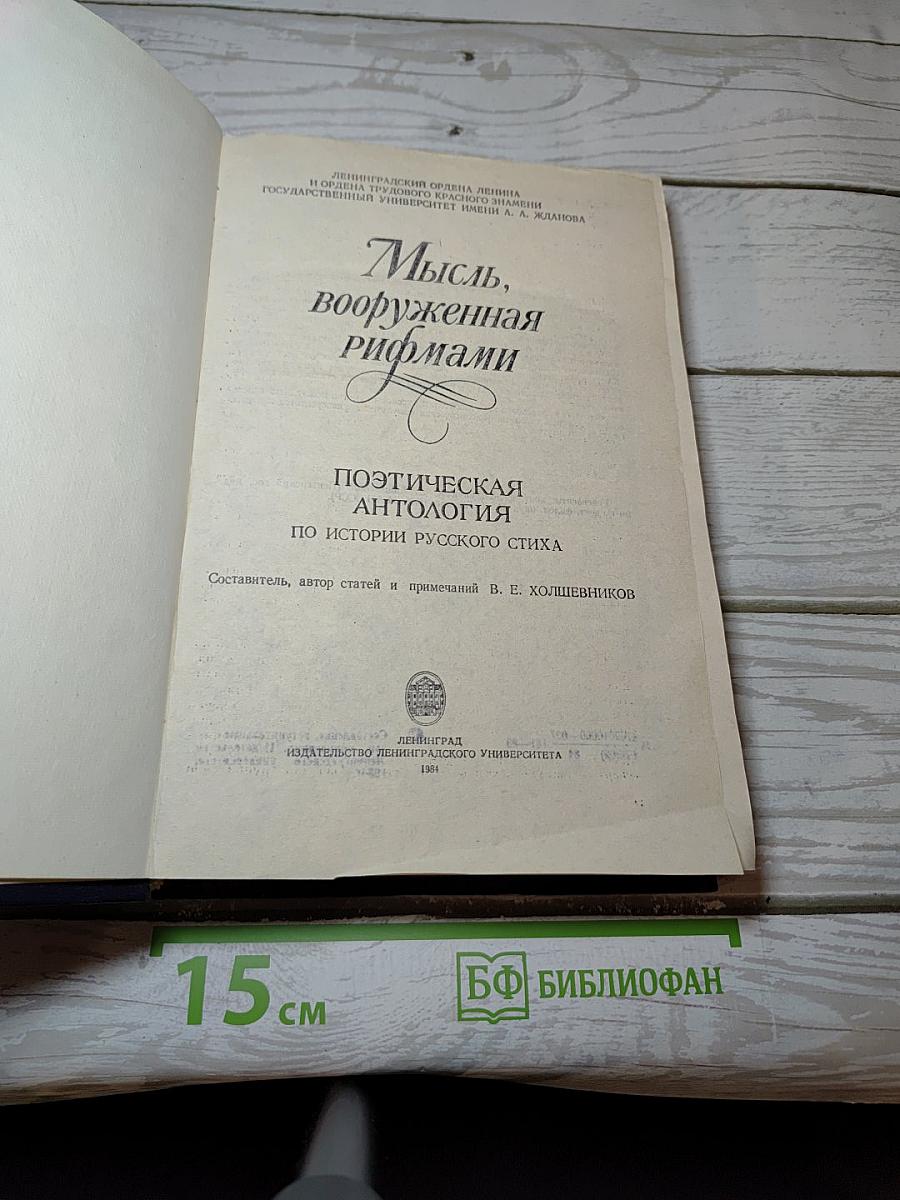 ЛЕНИНГРАДСКИЙ ОРДЕНА ЛЕНИНА
И ОРДЕНА ТРУДОВОГО КРАСНОГО ЗНАМЕНИ
ГОСУДАРСТВЕННЫЙ УНИВЕРСИТЕТ ИМЕНИ А. А. ЖДАНОВА
Мысль,
вооруженная
рифмами
ПОЭТИЧЕСКАЯ
АНТОЛОГИЯ
ПО ИСТОРИИ РУССКОГО СТИХА
Составитель, автор статей и примечаний В. Е. ХОЛШЕВНИКОВ
ЛЕНИНГРАД
ИЗДАТЕЛЬСТВО ЛЕНИНГРАДСКОГО УНИВЕРСИТЕТА
1984
15 см
БФ БИБЛИОФАН